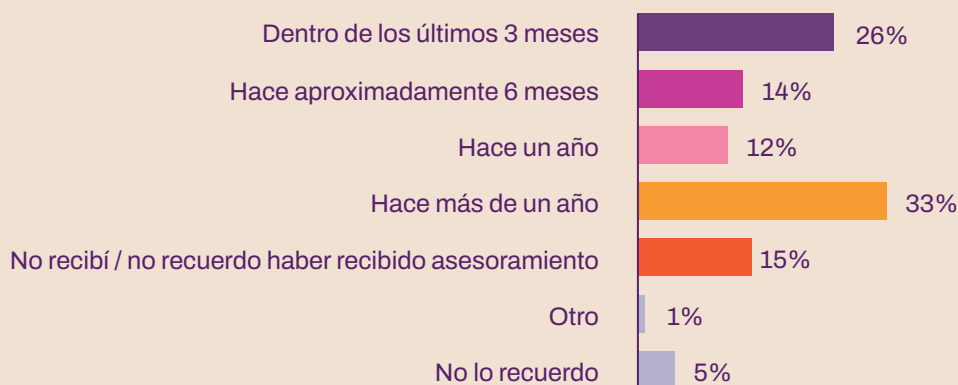 Dentro de los últimos 3 meses 26%
Hace aproximadamente 6 meses 14%
Hace un año 12%
Hace más de un año 33%
No recibí / no recuerdo haber recibido asesoramiento 15%
Otro 1%
No lo recuerdo 5%